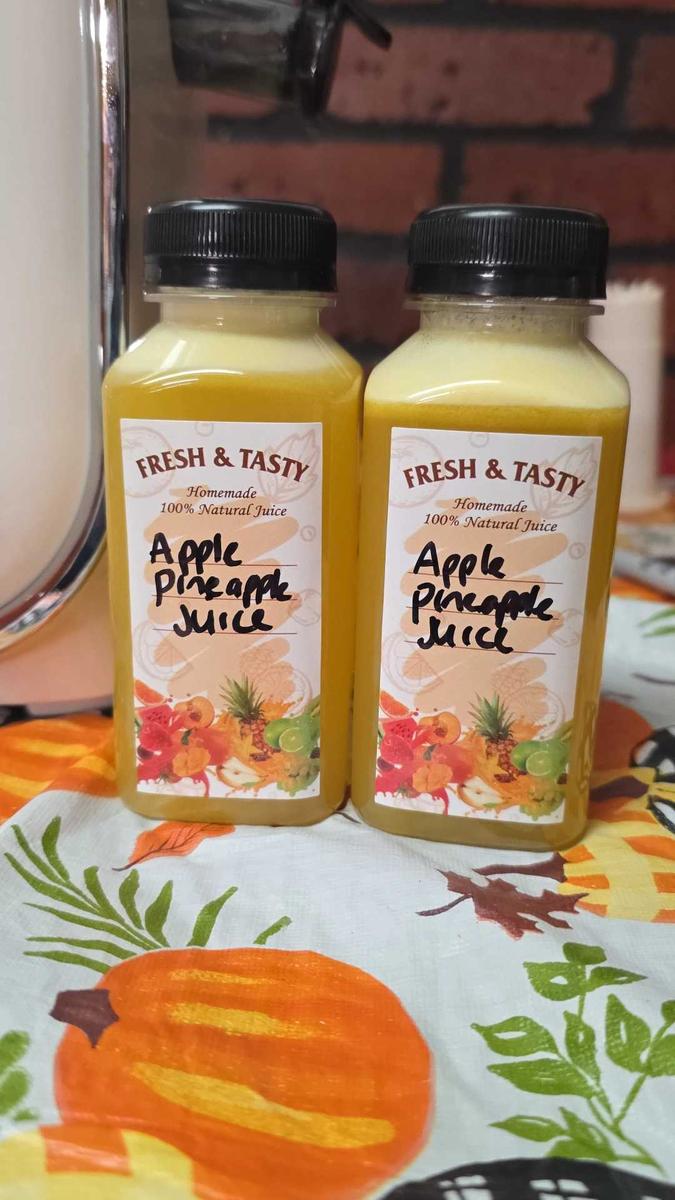 FRESH & TASTY
Homemade
100% Natural Juice
Apple
Pineapple
Juice
FRESH & TASTY
Homemade
100% Natural Juice
Apple
Pineapple
Juice